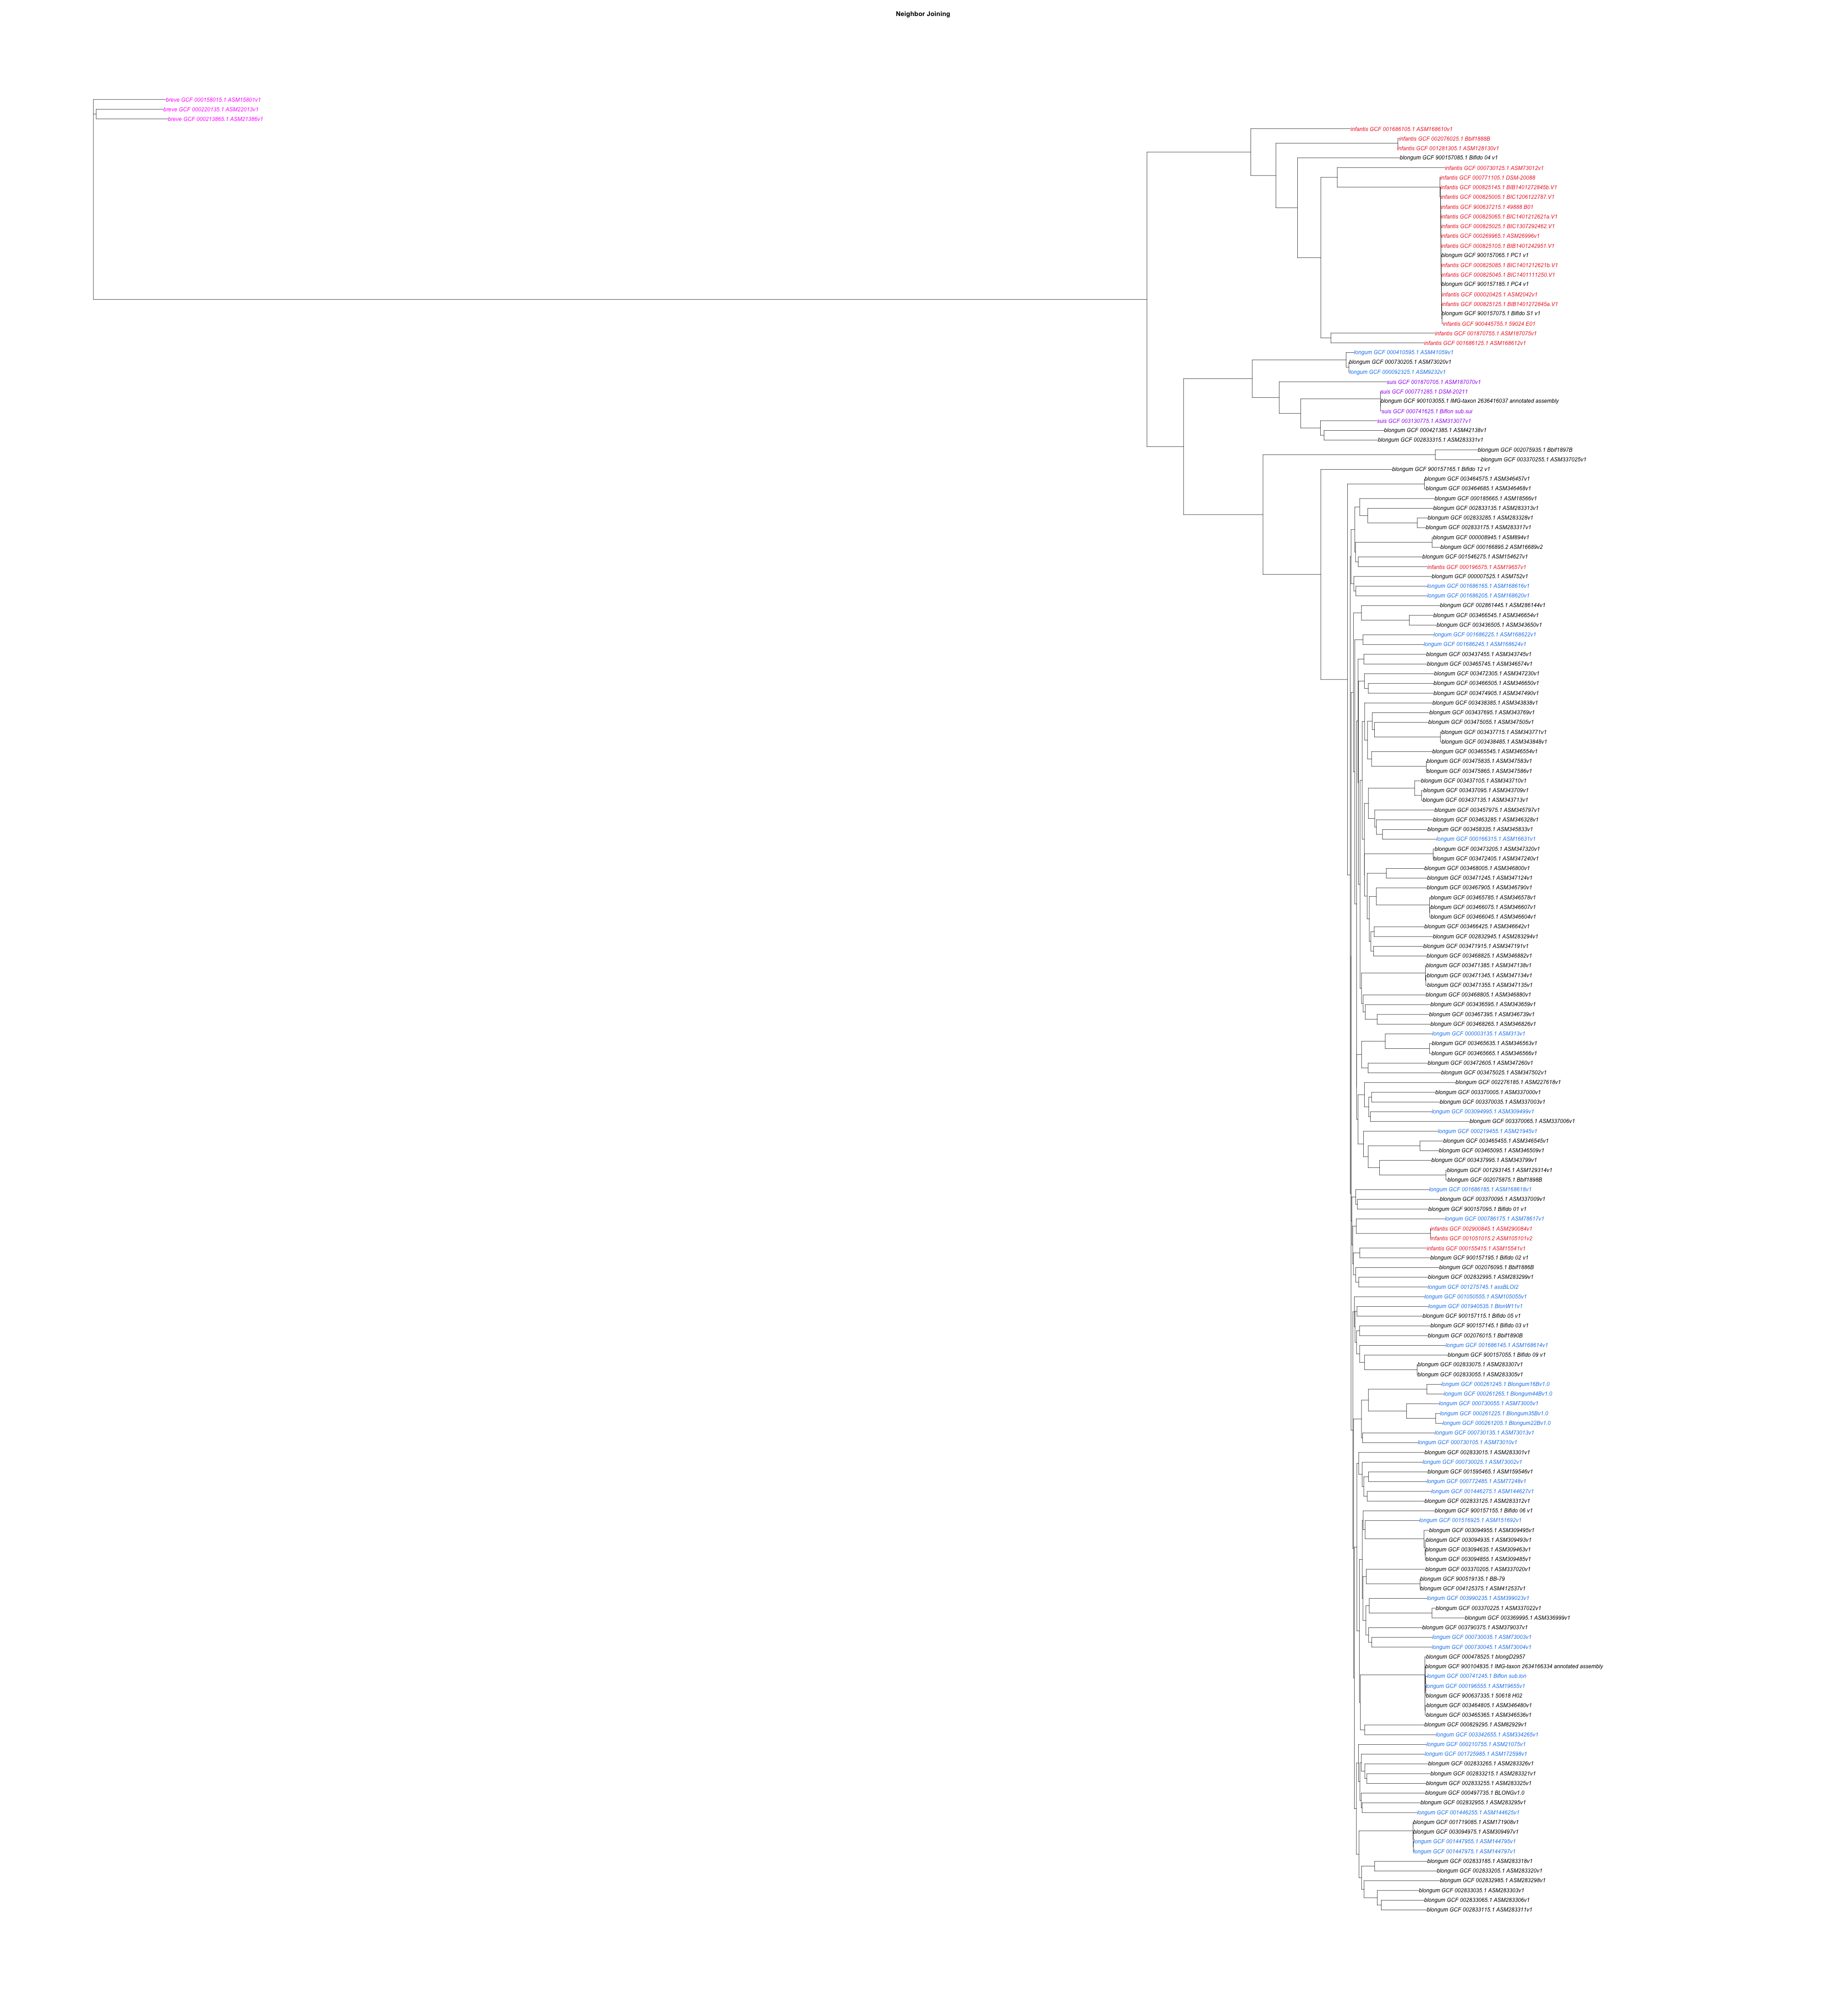 Neighbor Joining
breve GCF 000158015.1 ASM15801v1
breve GCF 000220135.1 ASM22013v1
breve GCF 000213865.1 ASM21386v1
infantis GCF 001686105.1 ASM168610v1
infantis GCF 002076025.1 Bbif1888B
infantis GCF 001281305.1 ASM128130v1
blongum GCF 900157085.1 Bifido 04 v1
infantis GCF 000730125.1 ASM73012v1
infantis GCF 000771105.1 DSM-20088
infantis GCF 000825145.1 BIB1401272845b.V1
infantis GCF 000825005.1 BIC1206122787.V1
infantis GCF 900637215.1 49868 B01
infantis GCF 000825065.1 BIC1401212621a.V1
infantis GCF 000825025.1 BIC1307292462.V1
infantis GCF 000269965.1 ASM26996v1
infantis GCF 000825105.1 BIB1401242951.V1
blongum GCF 900157065.1 PC1 v1
infantis GCF 000825085.1 BIC1401212621b.V1
infantis GCF 000825045.1 BIC1401111250.V1
blongum GCF 900157185.1 PC4 v1
infantis GCF 000020425.1 ASM2042v1
infantis GCF 000825125.1 BIB1401272845a.V1
blongum GCF 900157075.1 Bifido S1 v1
infantis GCF 900445755.1 59024 E01
infantis GCF 001870755.1 ASM187075v1
infantis GCF 001686125.1 ASM168612v1
longum GCF 000410595.1 ASM41059v1
blongum GCF 000730205.1 ASM73020v1
longum GCF 000092325.1 ASM9232v1
suis GCF 001870705.1 ASM187070v1
suis GCF 000771285.1 DSM-20211
blongum GCF 900103055.1 IMG-taxon 2636416037 annotated assembly
suis GCF 000741625.1 Biflon sub.sui
suis GCF 003130775.1 ASM313077v1
blongum GCF 000421385.1 ASM42138v1
blongum GCF 002833315.1 ASM283331v1
blongum GCF 002075935.1 Bbif1897B
blongum GCF 003370255.1 ASM337025v1
blongum GCF 900157165.1 Bifido 12 v1
blongum GCF 003464575.1 ASM346457v1
blongum GCF 003464685.1 ASM346468v1
blongum GCF 000185665.1 ASM18566v1
blongum GCF 002833135.1 ASM283313v1
blongum GCF 002833285.1 ASM283328v1
blongum GCF 002833175.1 ASM283317v1
blongum GCF 000008945.1 ASM894v1
blongum GCF 000166895.2 ASM16689v2
blongum GCF 001546275.1 ASM154627v1
infantis GCF 000196575.1 ASM19657v1
blongum GCF 000007525.1 ASM752v1
longum GCF 001686165.1 ASM168616v1
longum GCF 001686205.1 ASM168620v1
blongum GCF 002861445.1 ASM286144v1
blongum GCF 003466545.1 ASM346654v1
blongum GCF 003436505.1 ASM343650v1
longum GCF 001686225.1 ASM168622v1
longum GCF 001686245.1 ASM168624v1
blongum GCF 003437455.1 ASM343745v1
blongum GCF 003465745.1 ASM346574v1
blongum GCF 003472305.1 ASM347230v1
blongum GCF 003466505.1 ASM346650v1
blongum GCF 003474905.1 ASM347490v1
blongum GCF 003438385.1 ASM343838v1
blongum GCF 003437695.1 ASM343769v1
blongum GCF 003475055.1 ASM347505v1
blongum GCF 003437715.1 ASM343771v1
blongum GCF 003438485.1 ASM343848v1
blongum GCF 003465545.1 ASM346554v1
blongum GCF 003475835.1 ASM347583v1
blongum GCF 003475865.1 ASM347586v1
blongum GCF 003437105.1 ASM343710v1
blongum GCF 003437095.1 ASM343709v1
blongum GCF 003437135.1 ASM343713v1
blongum GCF 003457975.1 ASM345797v1
blongum GCF 003463285.1 ASM346328v1
blongum GCF 003458335.1 ASM345833v1
longum GCF 000166315.1 ASM16631v1
blongum GCF 003473205.1 ASM347320v1
blongum GCF 003472405.1 ASM347240v1
blongum GCF 003468005.1 ASM346800v1
blongum GCF 003471245.1 ASM347124v1
blongum GCF 003467905.1 ASM346790v1
blongum GCF 003465785.1 ASM346578v1
blongum GCF 003466075.1 ASM346607v1
blongum GCF 003466045.1 ASM346604v1
blongum GCF 003466425.1 ASM346642v1
blongum GCF 002832945.1 ASM283294v1
blongum GCF 003471915.1 ASM347191v1
blongum GCF 003468825.1 ASM346882v1
blongum GCF 003471385.1 ASM347138v1
blongum GCF 003471345.1 ASM347134v1
blongum GCF 003471355.1 ASM347135v1
blongum GCF 003468805.1 ASM346880v1
blongum GCF 003436595.1 ASM343659v1
blongum GCF 003467395.1 ASM346739v1
blongum GCF 003468265.1 ASM346826v1
longum GCF 000003135.1 ASM313v1
blongum GCF 003465635.1 ASM346563v1
blongum GCF 003465665.1 ASM346566v1
blongum GCF 003472605.1 ASM347260v1
blongum GCF 003475025.1 ASM347502v1
blongum GCF 002276185.1 ASM227618v1
blongum GCF 003370005.1 ASM337000v1
blongum GCF 003370035.1 ASM337003v1
longum GCF 003094995.1 ASM309499v1
blongum GCF 003370065.1 ASM337006v1
longum GCF 000219455.1 ASM21945v1
blongum GCF 003465455.1 ASM346545v1
blongum GCF 003465095.1 ASM346509v1
blongum GCF 003437995.1 ASM343799v1
blongum GCF 001293145.1 ASM129314v1
blongum GCF 002075875.1 Bbif1898B
longum GCF 001686185.1 ASM168618v1
blongum GCF 003370095.1 ASM337009v1
blongum GCF 900157095.1 Bifido 01 v1
longum GCF 000786175.1 ASM78617v1
infantis GCF 002900845.1 ASM290084v1
infantis GCF 001051015.2 ASM105101v2
infantis GCF 000155415.1 ASM15541v1
blongum GCF 900157195.1 Bifido 02 v1
blongum GCF 002076095.1 Bbif1886B
blongum GCF 002832995.1 ASM283299v1
longum GCF 001275745.1 assBLOI2
longum GCF 001050555.1 ASM105055v1
longum GCF 001940535.1 BlonW11v1
blongum GCF 900157115.1 Bifido 05 v1
blongum GCF 900157145.1 Bifido 03 v1
blongum GCF 002076015.1 Bbif1890B
longum GCF 001686145.1 ASM168614v1
blongum GCF 900157055.1 Bifido 09 v1
blongum GCF 002833075.1 ASM283307v1
blongum GCF 002833055.1 ASM283305v1
longum GCF 000261245.1 Blongum16Bv1.0
longum GCF 000261265.1 Blongum44Bv1.0
longum GCF 000730055.1 ASM73005v1
longum GCF 000261225.1 Blongum35Bv1.0
longum GCF 000261205.1 Blongum22Bv1.0
longum GCF 000730135.1 ASM73013v1
longum GCF 000730105.1 ASM73010v1
blongum GCF 002833015.1 ASM283301v1
longum GCF 000730025.1 ASM73002v1
blongum GCF 001595465.1 ASM159546v1
longum GCF 000772485.1 ASM77248v1
longum GCF 001446275.1 ASM144627v1
blongum GCF 002833125.1 ASM283312v1
blongum GCF 900157155.1 Bifido 06 v1
longum GCF 001516925.1 ASM151692v1
blongum GCF 003094955.1 ASM309495v1
blongum GCF 003094935.1 ASM309493v1
blongum GCF 003094635.1 ASM309463v1
blongum GCF 003094855.1 ASM309485v1
blongum GCF 003370205.1 ASM337020v1
blongum GCF 900519135.1 BB-79
blongum GCF 004125375.1 ASM412537v1
longum GCF 003990235.1 ASM399023v1
blongum GCF 003370225.1 ASM337022v1
blongum GCF 003369995.1 ASM336999v1
blongum GCF 003790375.1 ASM379037v1
longum GCF 000730035.1 ASM73003v1
longum GCF 000730045.1 ASM73004v1
blongum GCF 000478525.1 blongD2957
blongum GCF 900104835.1 IMG-taxon 2634166334 annotated assembly
longum GCF 000741245.1 Biflon sub.lon
longum GCF 000196555.1 ASM19655v1
blongum GCF 900637335.1 50618 H02
blongum GCF 003464805.1 ASM346480v1
blongum GCF 003465365.1 ASM346536v1
blongum GCF 000829295.1 ASM82929v1
longum GCF 003342655.1 ASM334265v1
longum GCF 000210755.1 ASM21075v1
longum GCF 001725985.1 ASM172598v1
blongum GCF 002833265.1 ASM283326v1
blongum GCF 002833215.1 ASM283321v1
blongum GCF 002833255.1 ASM283325v1
blongum GCF 000497735.1 BLONGv1.0
blongum GCF 002832955.1 ASM283295v1
longum GCF 001446255.1 ASM144625v1
blongum GCF 001719085.1 ASM171908v1
blongum GCF 003094975.1 ASM309497v1
longum GCF 001447955.1 ASM144795v1
longum GCF 001447975.1 ASM144797v1
blongum GCF 002833185.1 ASM283318v1
blongum GCF 002833205.1 ASM283320v1
blongum GCF 002832985.1 ASM283298v1
blongum GCF 002833035.1 ASM283303v1
blongum GCF 002833065.1 ASM283306v1
blongum GCF 002833115.1 ASM283311v1